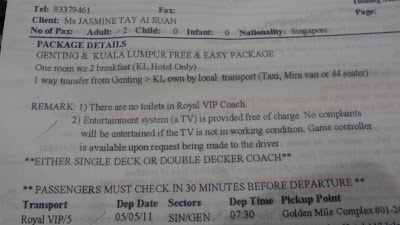 Tel: 93379461 Fax:
Client: Ms JASMINE TAY AI SUAN Page:
No of Pax: Adult: 2 Child: 0 Infant: 0 Nationality: Singapore
PACKAGE DETAILS
GENTING & KUALA LUMPUR FREE & EASY PACKAGE
One room wz 2 breakfast (KL Hotel Only)
1 way transfer from Genting > KL own by local transport (Taxi, Mini van or 44 seater)
REMARK: 1) There are no toilets in Royal VIP Coach.
2) Entertainment system (a TV) is provided free of charge. No complaints
will be entertained if the TV is not in working condition. Game controller
is available upon request being made to the driver.
**EITHER SINGLE DECK OR DOUBLE DECKER COACH**
** PASSENGERS MUST CHECK IN 30 MINUTES BEFORE DEPARTURE **
Transport Dep Date Sectors Dep Time Pickup Point
Royal VIP/5 05/05/11 SIN/GEN 07:30 Golden Mile Complex #01-2